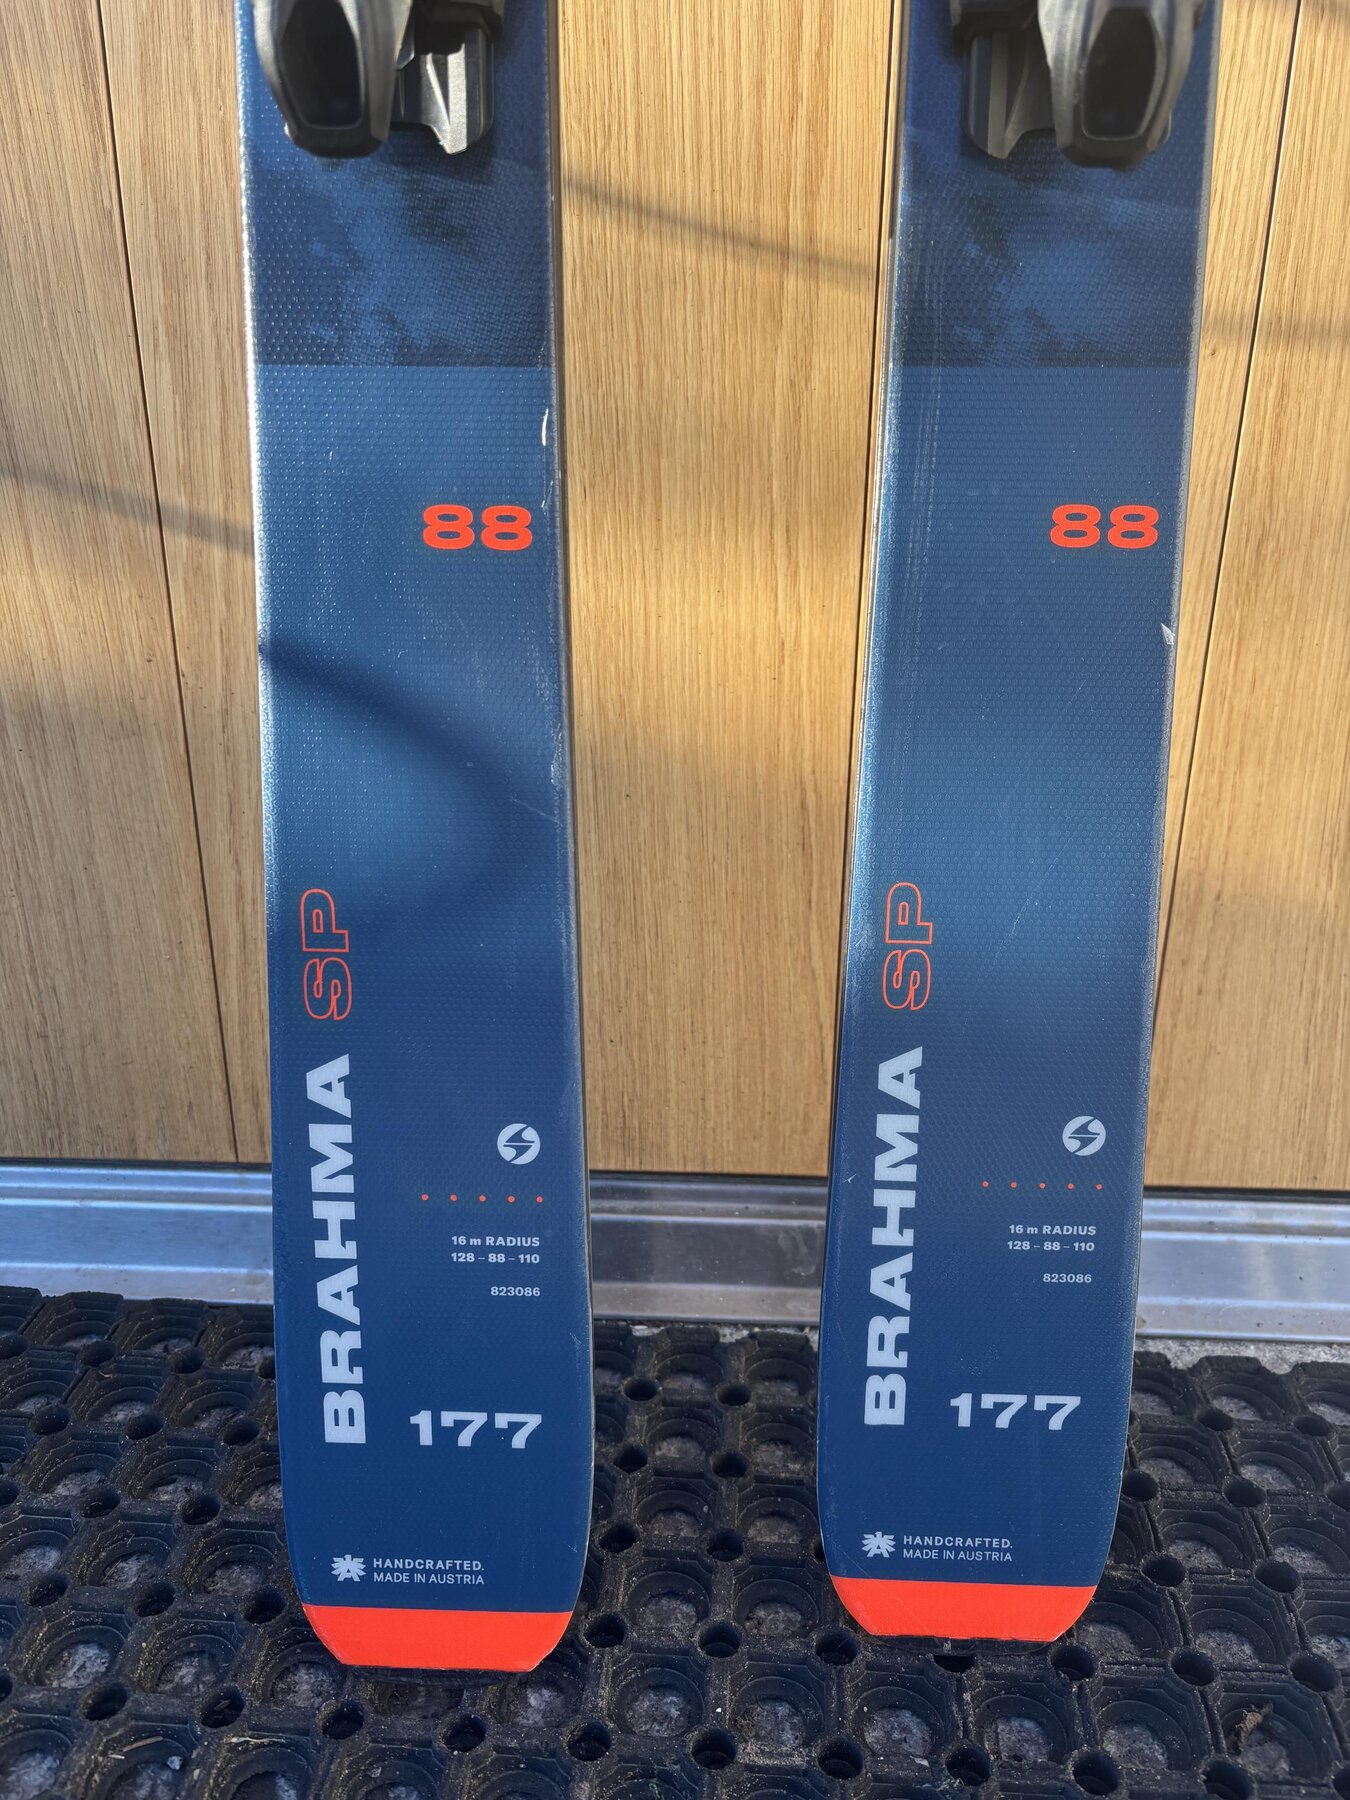 88
SP
BRAHMA
16 m RADIUS
128 - 88 - 110
823086
177
HANDCRAFTED.
MADE IN AUSTRIA
88
SP
BRAHMA
16 m RADIUS
128 - 88 - 110
823086
177
HANDCRAFTED.
MADE IN AUSTRIA